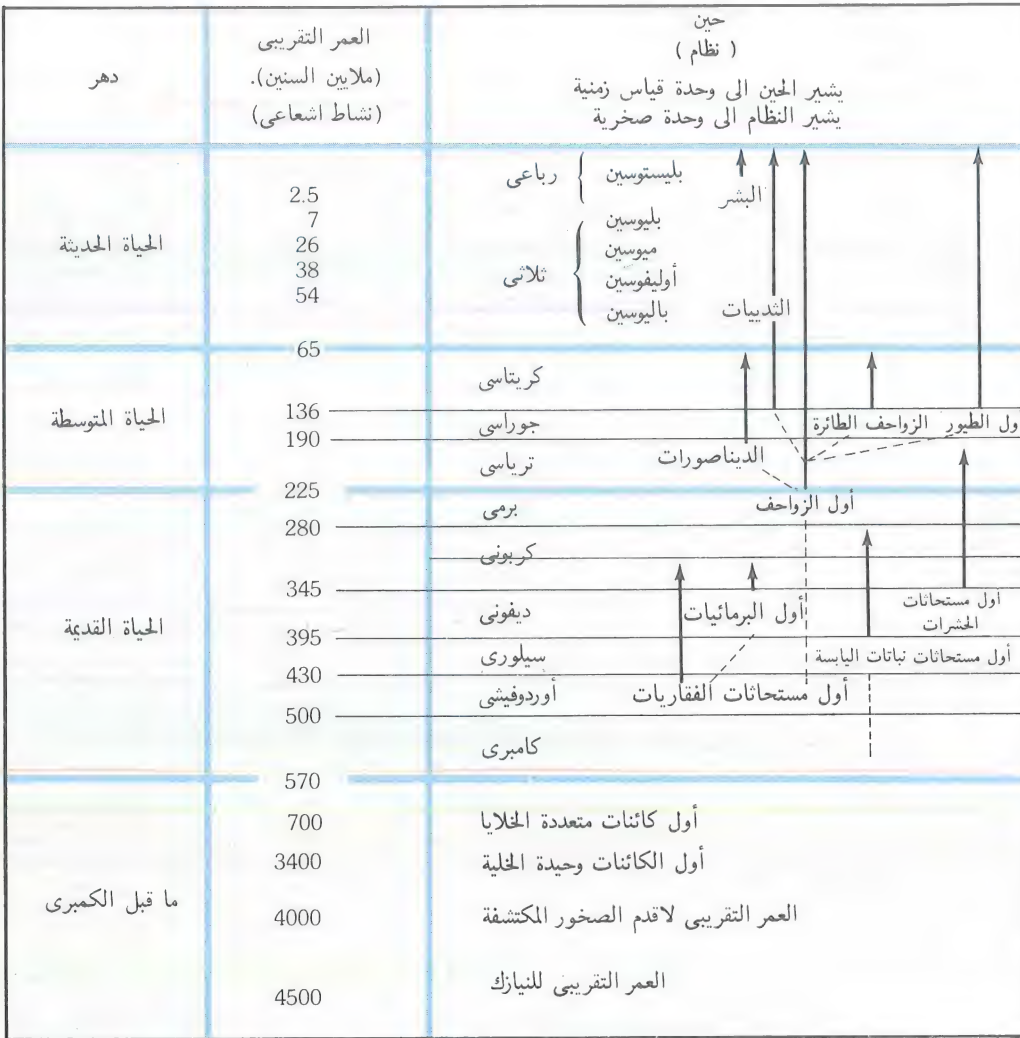 حين
( نظام )
يشير الحين الى وحدة قياس زمنية
يشير النظام الى وحدة صخرية
العمر التقريبى
(ملايين السنين).
(نشاط اشعاعى)
دهر
بليستوسين
رباعى
البشر
بليوسين
ميوسين
أوليفوسين
باليوسين
ثلاثى
الثدييات
2.5
7
26
38
54
65
الحياة الحديثة
كريتاسى
136
جوراسى
ول الطيور
الزواحف الطائرة
190
ترياسى
الديناصورات
225
الحياة المتوسطة
برمى
أول الزواحف
280
كربونى
345
ديفونى
أول البرمائيات
أول مستحاثات
الحشرات
395
سيلورى
أول مستحاثات نباتات اليابسة
430
أوردوفيشى
أول مستحاثات الفقاريات
500
كامبرى
570
الحياة القديمة
أول كائنات متعددة الخلايا
700
أول الكائنات وحيدة الخلية
3400
العمر التقريبى لاقدم الصخور المكتشفة
4000
العمر التقريبى للنيازك
4500
ما قبل الكمبرى